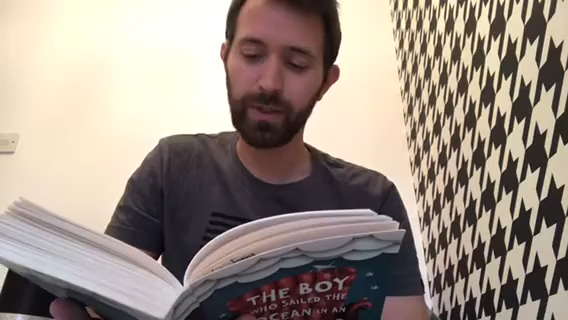 THE BOY
WHO SAILED THE
OCEAN IN AN